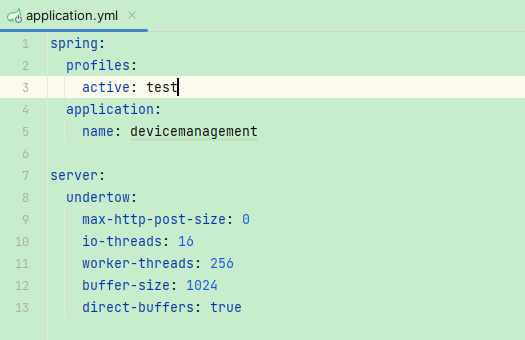 application.yml
1 spring:
2   profiles:
3     active: test
4   application:
5     name: devicemanagement
6
7 server:
8   undertow:
9     max-http-post-size: 0
10     io-threads: 16
11     worker-threads: 256
12     buffer-size: 1024
13     direct-buffers: true